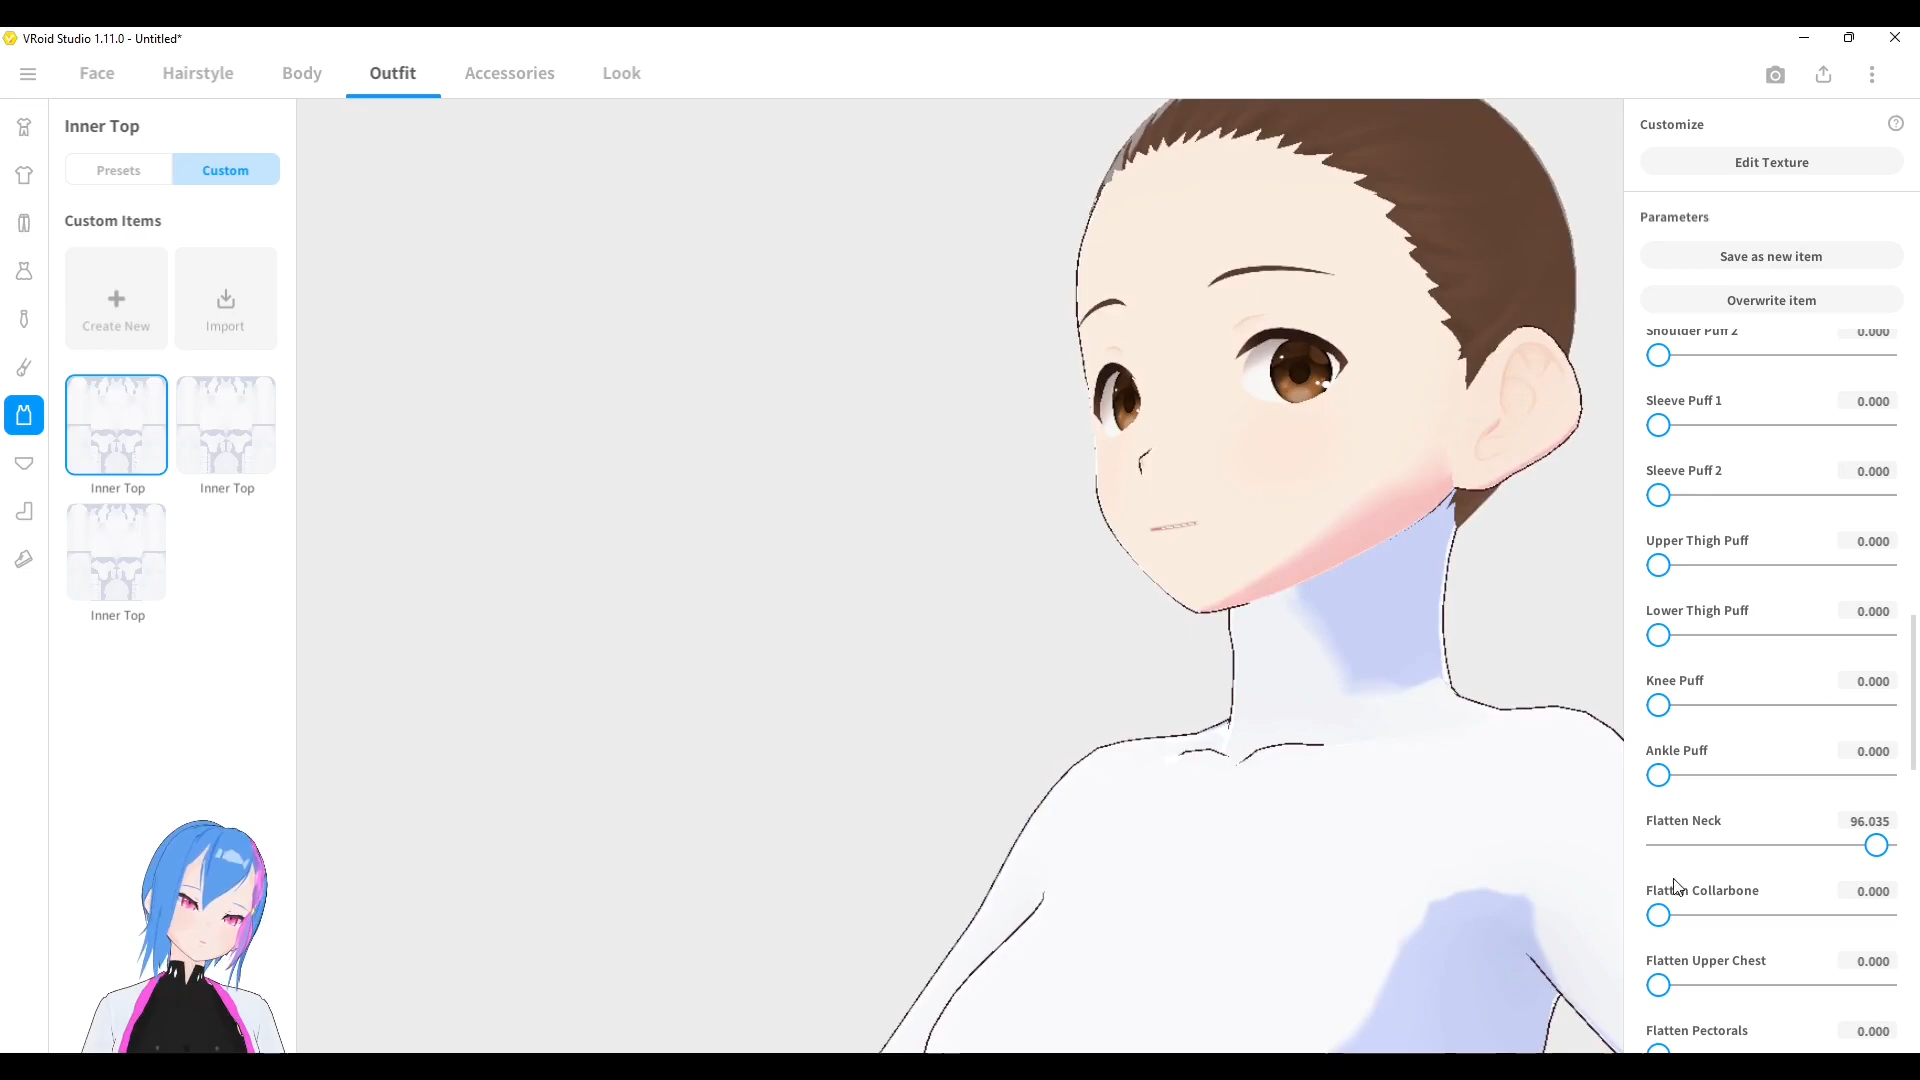 VRoid Studio 1.11.0 - Untitled*
Face
Hairstyle
Body
Outfit
Accessories
Look
Inner Top
Presets
Custom
Custom Items
Create New
Import
Inner Top
Inner Top
Inner Top
Customize
Edit Texture
Parameters
Save as new item
Overwrite item
Shoulder Puff 2 0.000
Sleeve Puff 1 0.000
Sleeve Puff 2 0.000
Upper Thigh Puff 0.000
Lower Thigh Puff 0.000
Knee Puff 0.000
Ankle Puff 0.000
Flatten Neck 96.035
Flatten Collarbone 0.000
Flatten Upper Chest 0.000
Flatten Pectorals 0.000